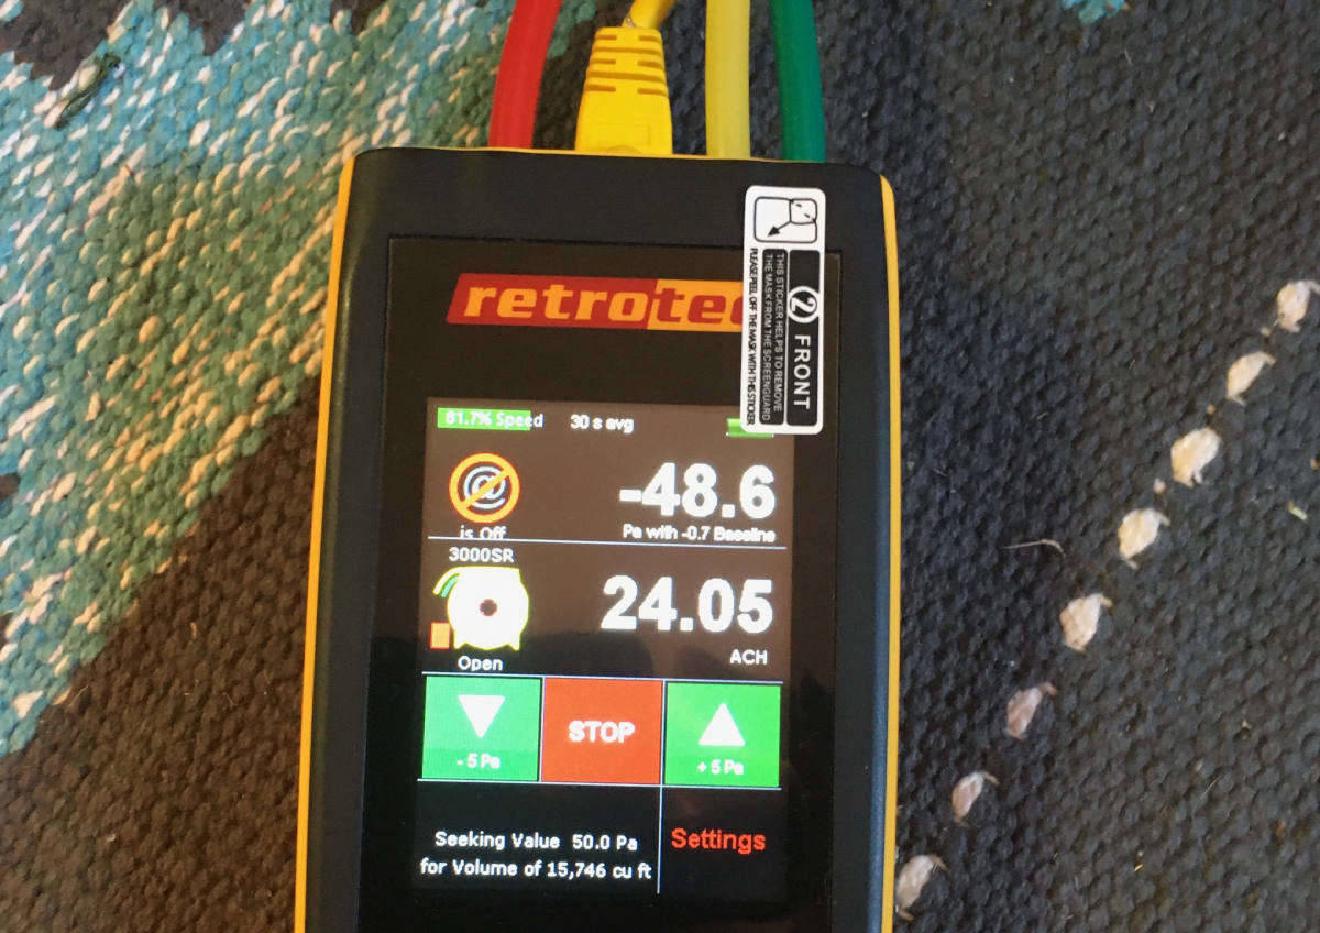 retrotec
② FRONT
THIS STICKER HELPS TO REMOVE
THE MASK FROM THE SCREENGUARD
PLEASE PEEL OFF THE MASK WITH THIS STICKER
81.7% Speed 30 s avg
@ -48.6
is Off Pa with -0.7 Baseline
3000SR
24.05
Open ACH
- 5 Pa STOP + 5 Pa
Seeking Value 50.0 Pa Settings
for Volume of 15,746 cu ft